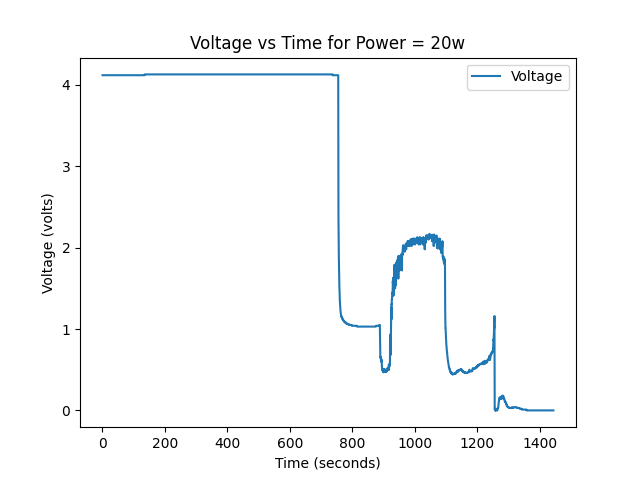 Voltage vs Time for Power = 20w
Voltage
4
3
2
1
0
Voltage (volts)
0 200 400 600 800 1000 1200 1400
Time (seconds)